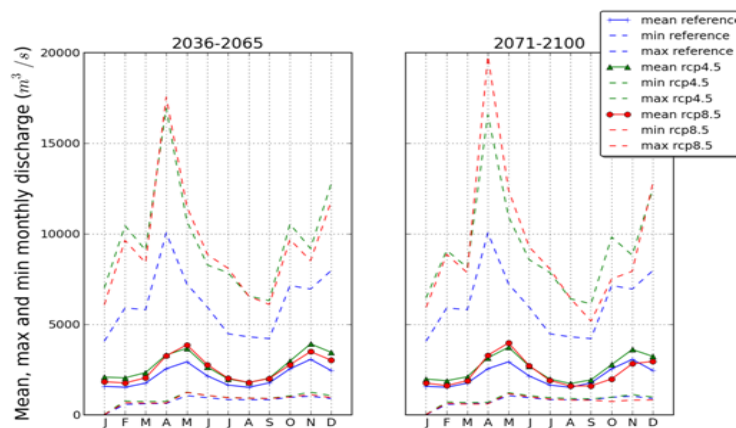 2036-2065
2071-2100
mean reference
min reference
max reference
mean rcp4.5
min rcp4.5
max rcp4.5
mean rcp8.5
min rcp8.5
max rcp8.5
Mean, max and min monthly discharge (m³/s)
20000
15000
10000
5000
0
J F M A M J J A S O N D
J F M A M J J A S O N D